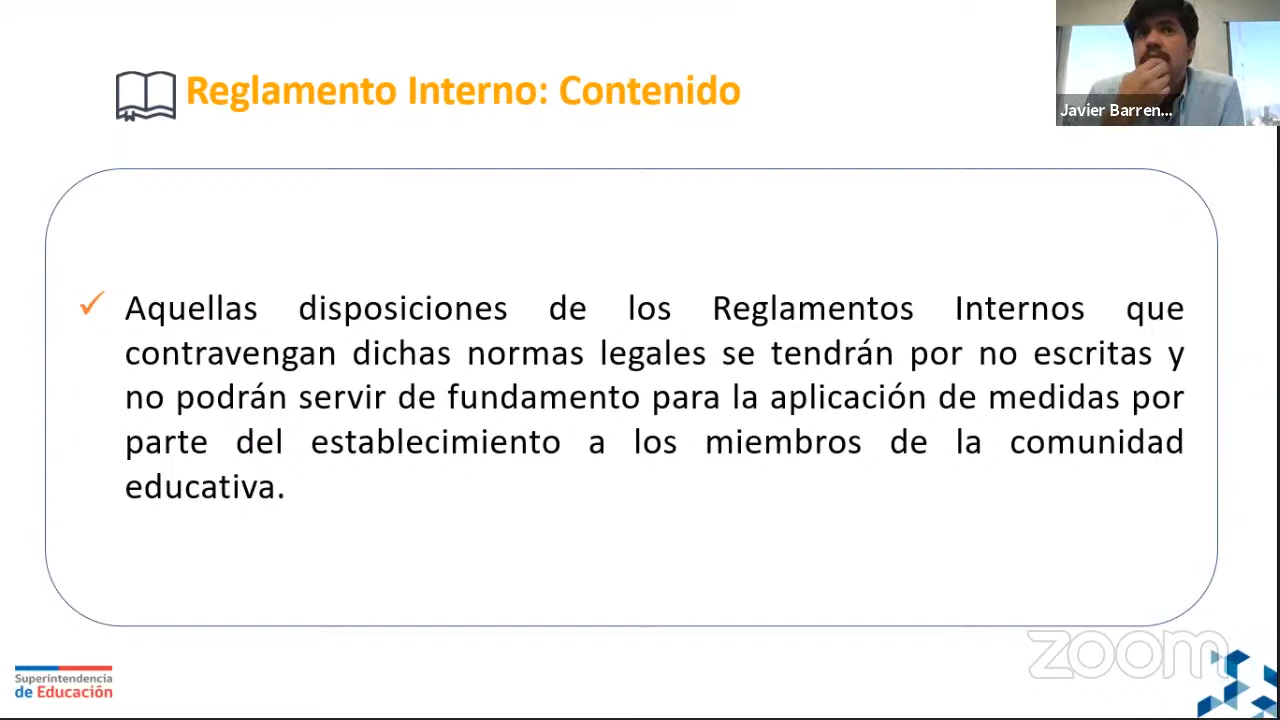 Reglamento Interno: Contenido
Javier Barren...
✓ Aquellas disposiciones de los Reglamentos Internos que
contravengan dichas normas legales se tendrán por no escritas y
no podrán servir de fundamento para la aplicación de medidas por
parte del establecimiento a los miembros de la comunidad
educativa.
zoom
Superintendencia
de Educación